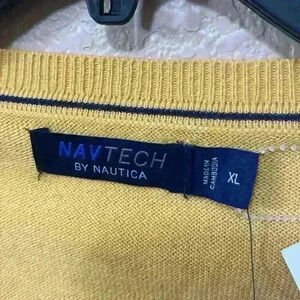 NAVTECH
BY NAUTICA
MADE IN
CAMBODIA
XL